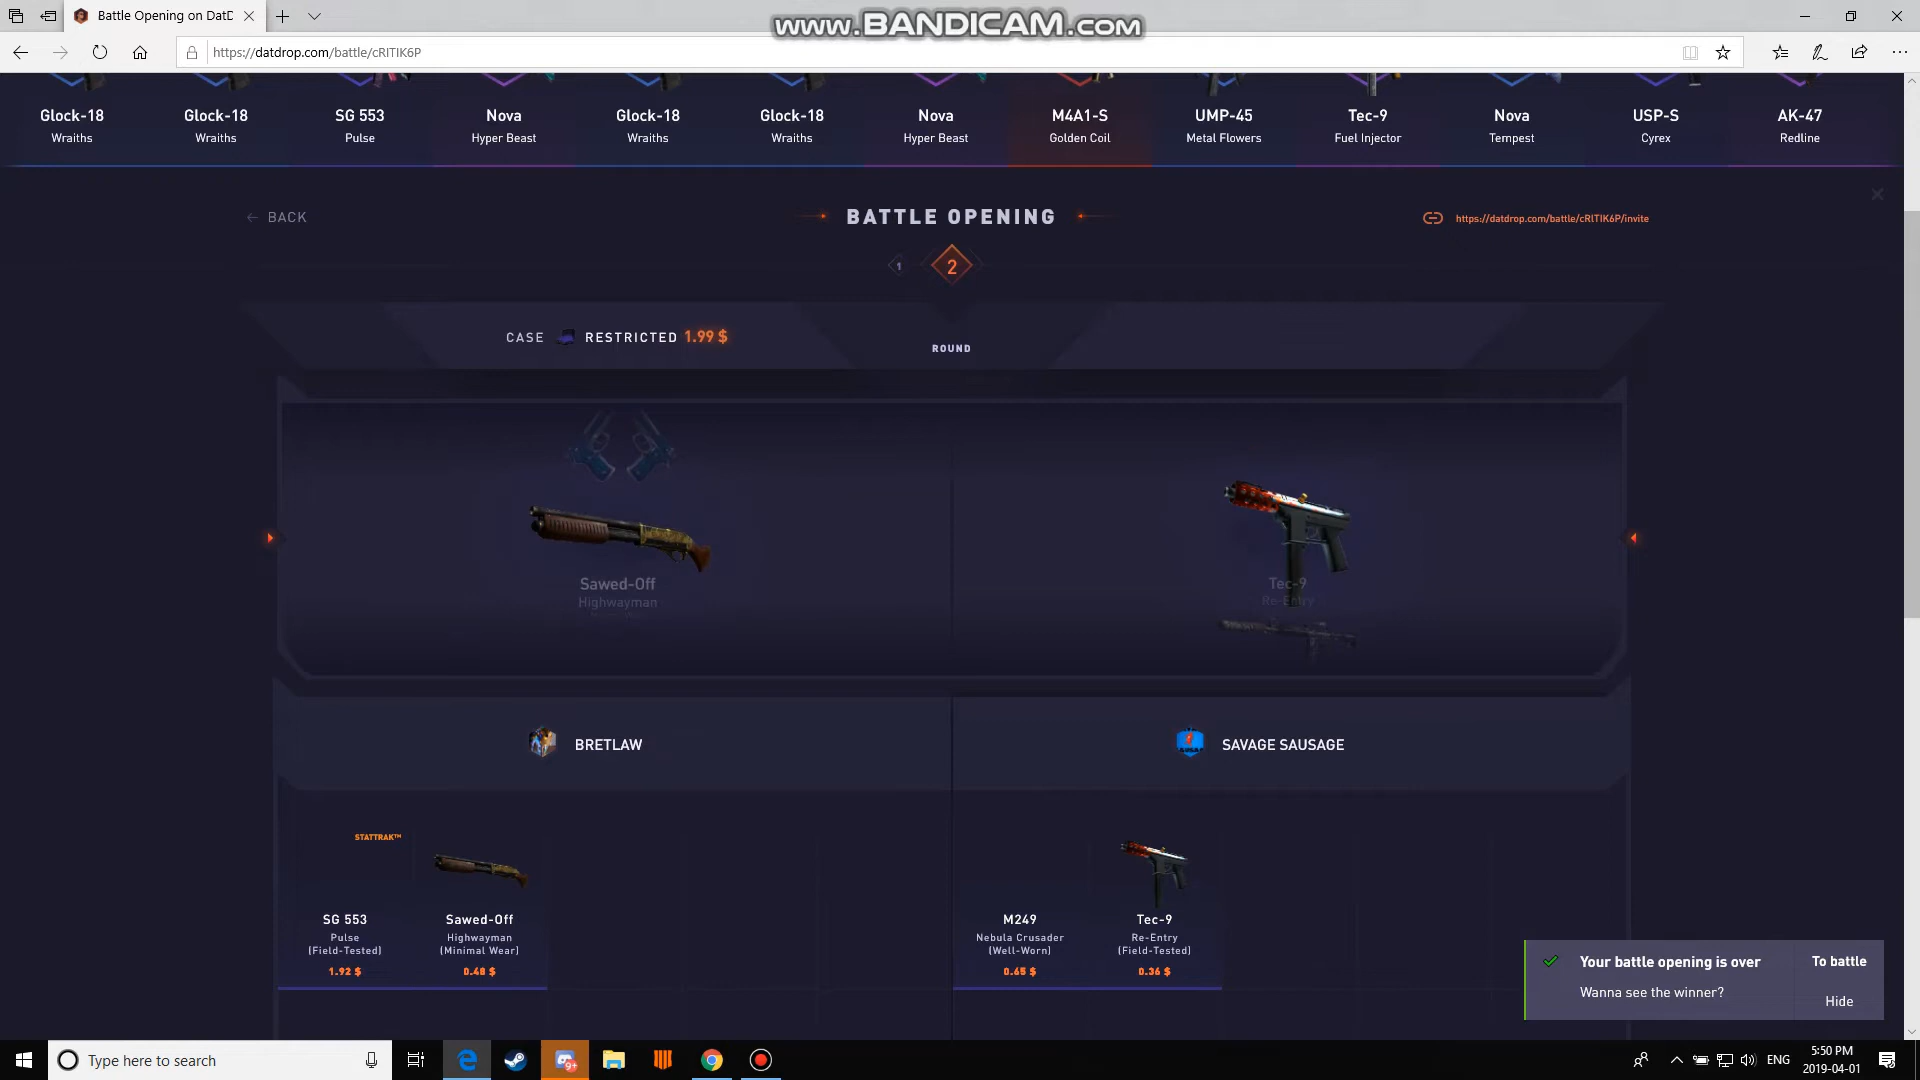 Battle Opening on DatD
www.BANDICAM.com
https://datdrop.com/battle/cRlTIK6P
Glock-18 Glock-18 SG 553 Nova Glock-18 Glock-18 Nova M4A1-S UMP-45 Tec-9 Nova USP-S AK-47
Wraiths Wraiths Pulse Hyper Beast Wraiths Wraiths Hyper Beast Golden Coil Metal Flowers Fuel Injector Tempest Cyrex Redline
← BACK
BATTLE OPENING
https://datdrop.com/battle/cRlTIK6P/invite
1 2
CASE RESTRICTED 1.99 $
ROUND
Sawed-Off Tec-9
Highwayman Re-Entry
BRETLAW SAVAGE SAUSAGE
STATTRAK™
SG 553 Sawed-Off M249 Tec-9
Pulse Highwayman Nebula Crusader Re-Entry
(Field-Tested) (Minimal Wear) (Well-Worn) (Field-Tested)
1.92 $ 0.48 $ 0.65 $ 0.36 $
Your battle opening is over To battle
Wanna see the winner? Hide
Type here to search
9+
ENG
5:50 PM
2019-04-01